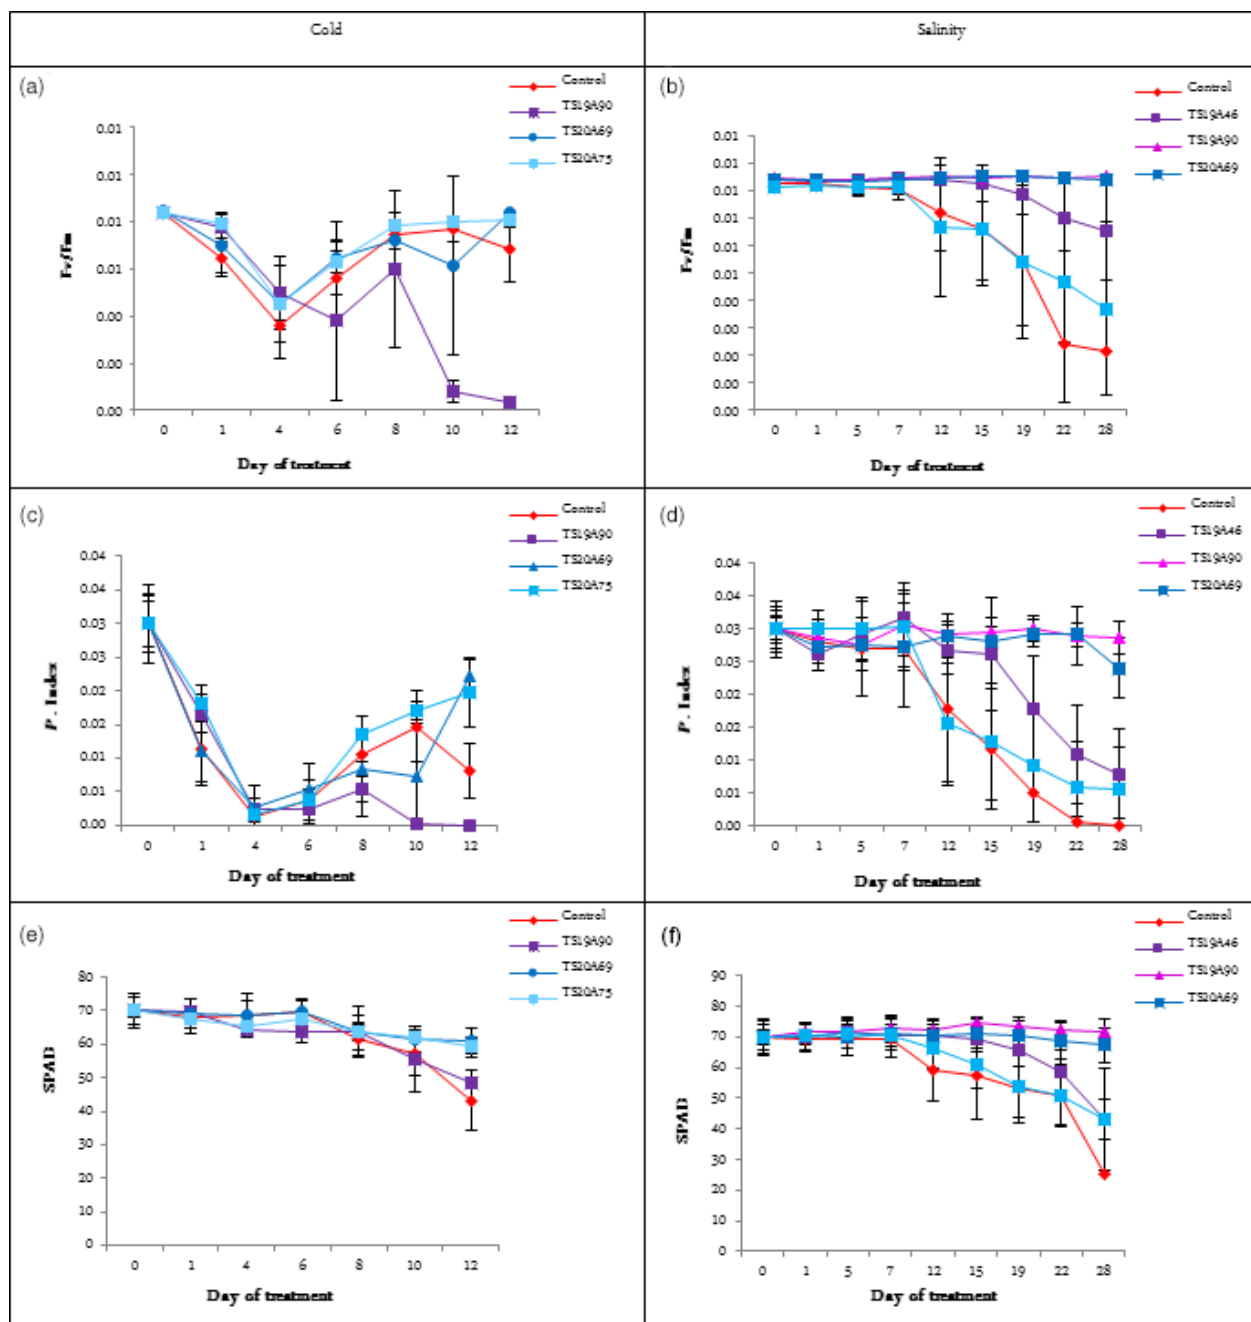 Cold
Salinity
(a)
Control
TS19A90
TS20A69
TS20A75
0.01
0.01
0.01
0.01
0.00
0.00
0.00
Fv/Fm
0 1 4 6 8 10 12
Day of treatment
(b)
Control
TS19A46
TS19A90
TS20A69
0.01
0.01
0.01
0.01
0.01
0.01
0.00
0.00
0.00
0.00
0.00
Fv/Fm
0 1 5 7 12 15 19 22 28
Day of treatment
(c)
Control
TS19A90
TS20A69
TS20A75
0.04
0.04
0.03
0.03
0.02
0.02
0.01
0.01
0.00
P. Index
0 1 4 6 8 10 12
Day of treatment
(d)
Control
TS19A46
TS19A90
TS20A69
0.04
0.04
0.03
0.03
0.02
0.02
0.01
0.01
0.00
P. Index
0 1 5 7 12 15 19 22 28
Day of treatment
(e)
Control
TS19A90
TS20A69
TS20A75
80
70
60
50
40
30
20
10
0
SPAD
0 1 4 6 8 10 12
Day of treatment
(f)
Control
TS19A46
TS19A90
TS20A69
90
80
70
60
50
40
30
20
10
0
SPAD
0 1 5 7 12 15 19 22 28
Day of treatment